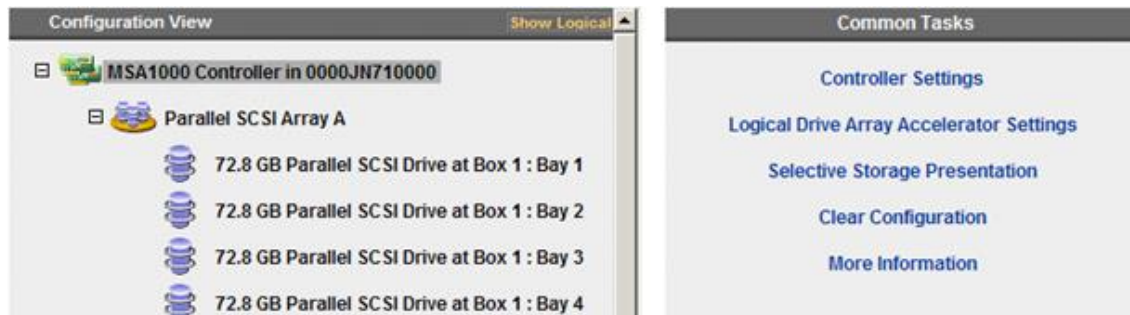 Configuration View
Show Logical
MSA1000 Controller in 0000JN710000
Parallel SCSI Array A
72.8 GB Parallel SCSI Drive at Box 1 : Bay 1
72.8 GB Parallel SCSI Drive at Box 1 : Bay 2
72.8 GB Parallel SCSI Drive at Box 1 : Bay 3
72.8 GB Parallel SCSI Drive at Box 1 : Bay 4
Common Tasks
Controller Settings
Logical Drive Array Accelerator Settings
Selective Storage Presentation
Clear Configuration
More Information